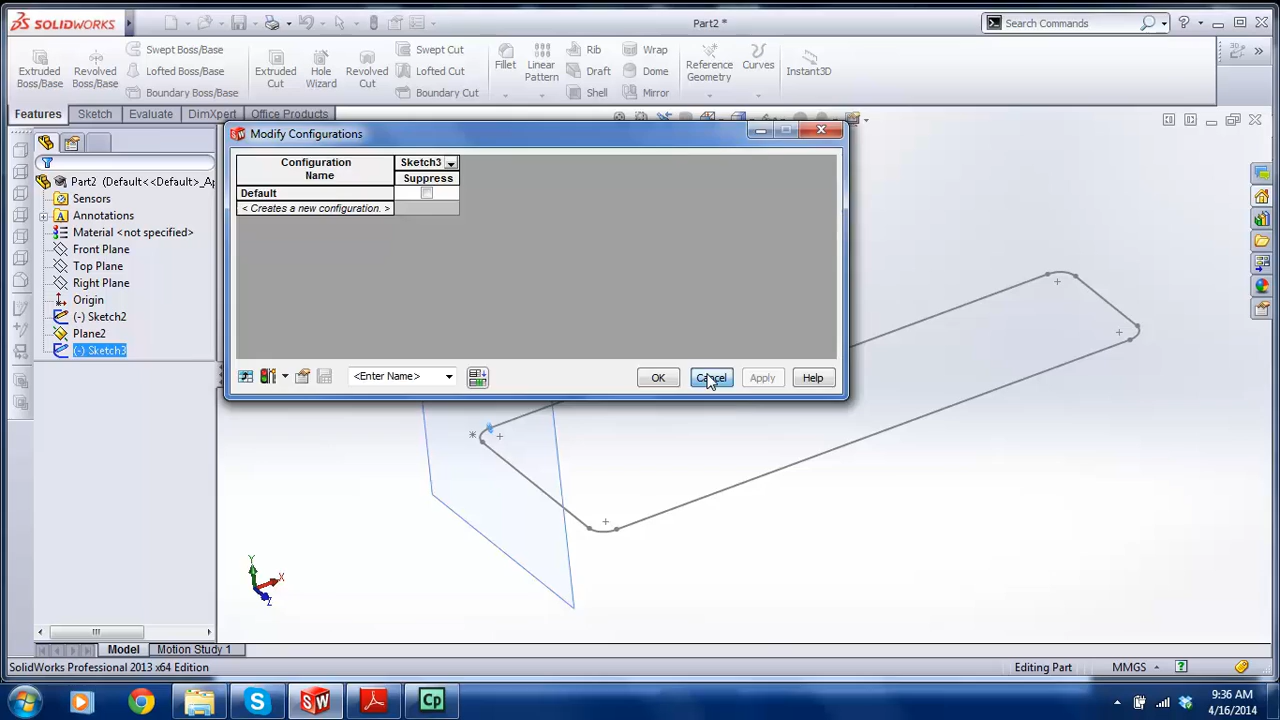 SOLIDWORKS
Part2 *
Search Commands
Extruded Boss/Base
Revolved Boss/Base
Swept Boss/Base
Lofted Boss/Base
Boundary Boss/Base
Extruded Cut
Hole Wizard
Revolved Cut
Swept Cut
Lofted Cut
Boundary Cut
Fillet
Linear Pattern
Rib
Draft
Shell
Wrap
Dome
Mirror
Reference Geometry
Curves
Instant3D
Features
Sketch
Evaluate
DimXpert
Office Products
Part2 (Default<<Default>_Ap
Sensors
Annotations
Material <not specified>
Front Plane
Top Plane
Right Plane
Origin
(-) Sketch2
Plane2
(-) Sketch3
Modify Configurations
Configuration Name
Sketch3
Suppress
Default
< Creates a new configuration. >
<Enter Name>
OK
Cancel
Apply
Help
Y
X
Z
Model
Motion Study 1
SolidWorks Professional 2013 x64 Edition
Editing Part
MMGS
9:36 AM
4/16/2014